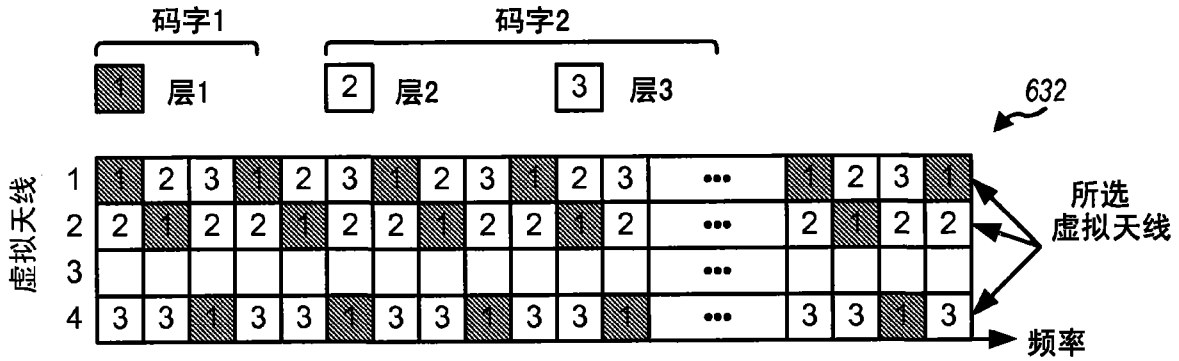 码字1 码字2
1 层1 2 层2 3 层3
632
虚拟天线
1 1 2 3 1 2 3 1 2 3 1 2 3 ••• 1 2 3 1
2 2 1 2 2 1 2 2 1 2 2 1 2 ••• 2 1 2 2
3 •••
4 3 3 1 3 3 1 3 3 1 3 3 1 ••• 3 3 1 3
所选
虚拟天线
频率